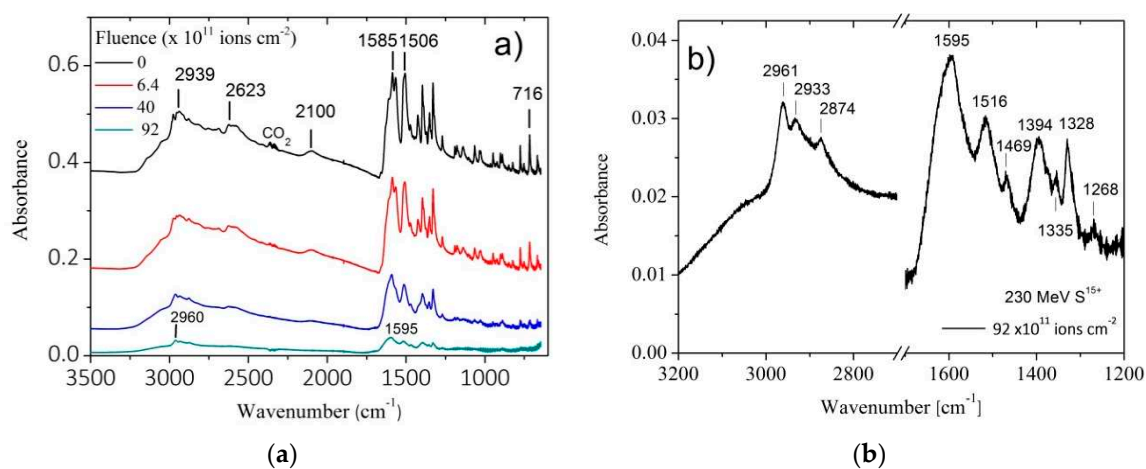 a)
Fluence (x 10¹¹ ions cm⁻²)
0
6.4
40
92
2939
2623
CO₂
2100
1585
1506
716
2960
1595
0.6
0.4
0.2
0.0
Absorbance
3500 3000 2500 2000 1500 1000
Wavenumber (cm⁻¹)
(a)
b)
2961
2933
2874
1595
1516
1469
1394
1335
1328
1268
230 MeV S¹⁵⁺
92 x10¹¹ ions cm⁻²
0.04
0.03
0.02
0.01
0.00
Absorbance
3200 3000 2800 1600 1500 1400 1300 1200
Wavenumber [cm⁻¹]
(b)